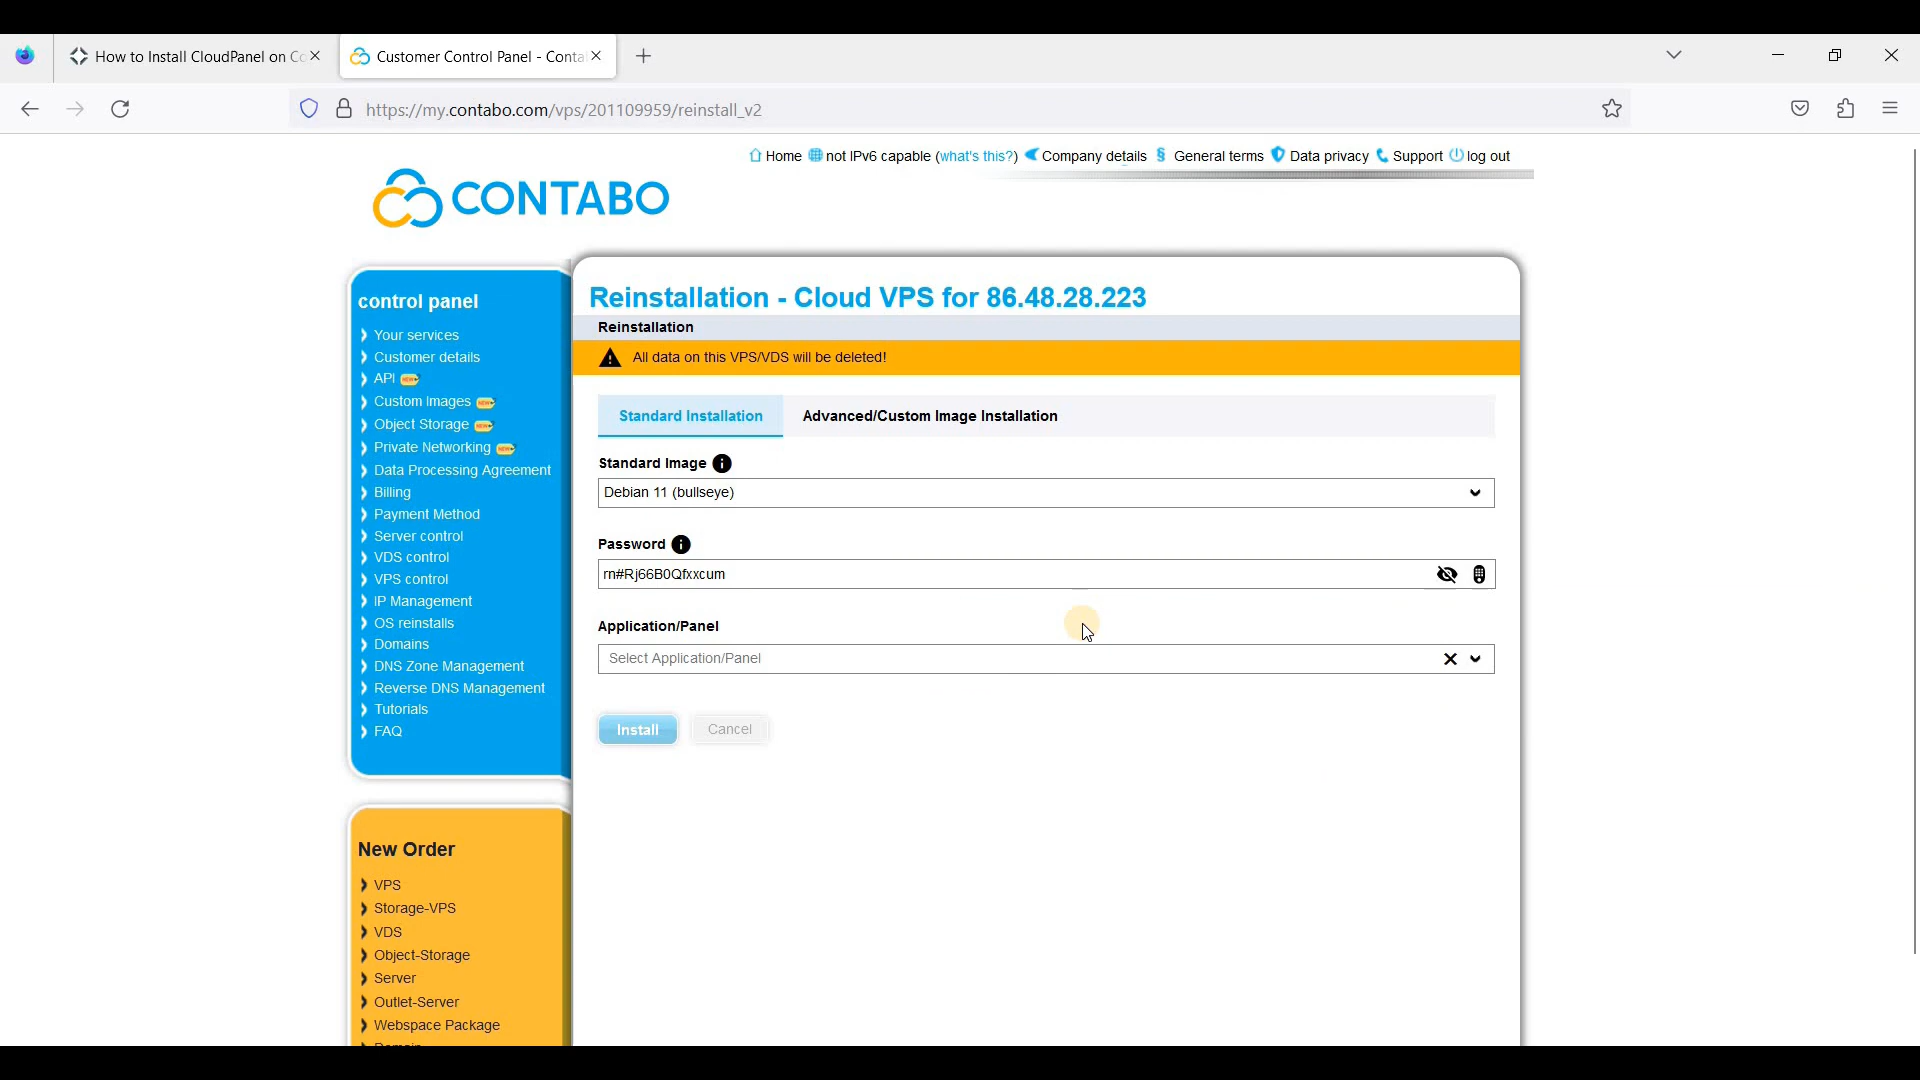 How to Install CloudPanel on Co
Customer Control Panel - Conta
https://my.contabo.com/vps/201109959/reinstall_v2
Home not IPv6 capable (what's this?) Company details § General terms Data privacy Support log out
CONTABO
control panel
Your services
Customer details
API NEW
Custom Images NEW
Object Storage NEW
Private Networking NEW
Data Processing Agreement
Billing
Payment Method
Server control
VDS control
VPS control
IP Management
OS reinstalls
Domains
DNS Zone Management
Reverse DNS Management
Tutorials
FAQ
New Order
VPS
Storage-VPS
VDS
Object-Storage
Server
Outlet-Server
Webspace Package
Reinstallation - Cloud VPS for 86.48.28.223
Reinstallation
All data on this VPS/VDS will be deleted!
Standard Installation
Advanced/Custom Image Installation
Standard Image
Debian 11 (bullseye)
Password
rn#Rj66B0Qfxxcum
Application/Panel
Select Application/Panel
Install
Cancel